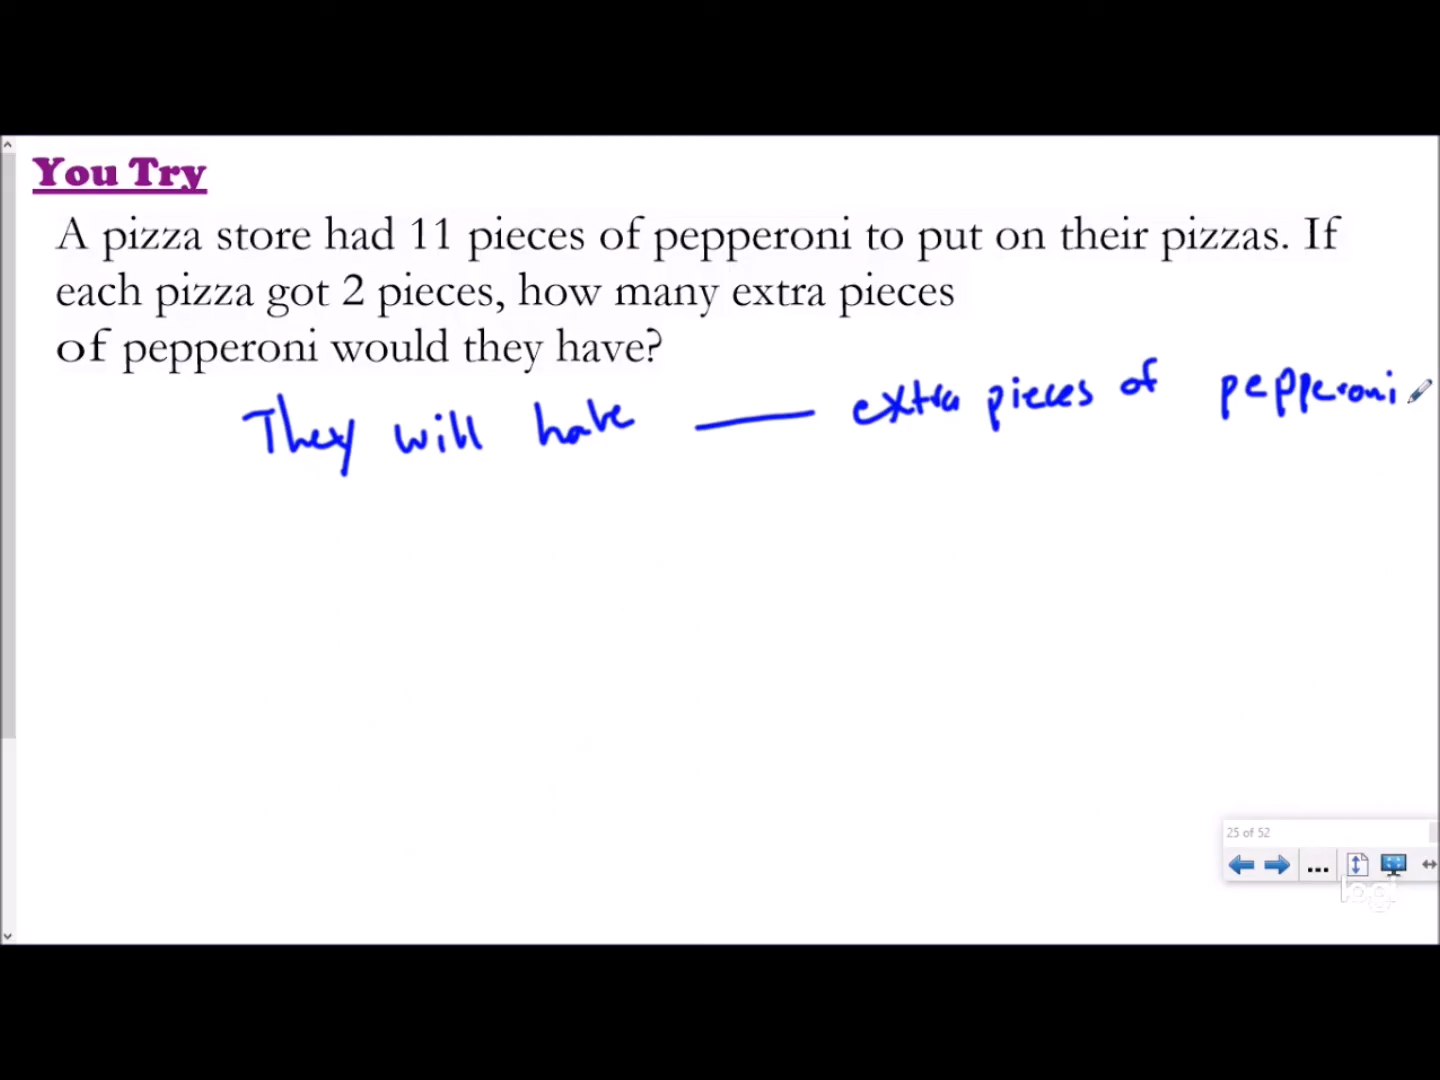 You Try
A pizza store had 11 pieces of pepperoni to put on their pizzas. If
each pizza got 2 pieces, how many extra pieces
of pepperoni would they have?
They will have ____ extra pieces of pepperoni
25 of 52
...
logi